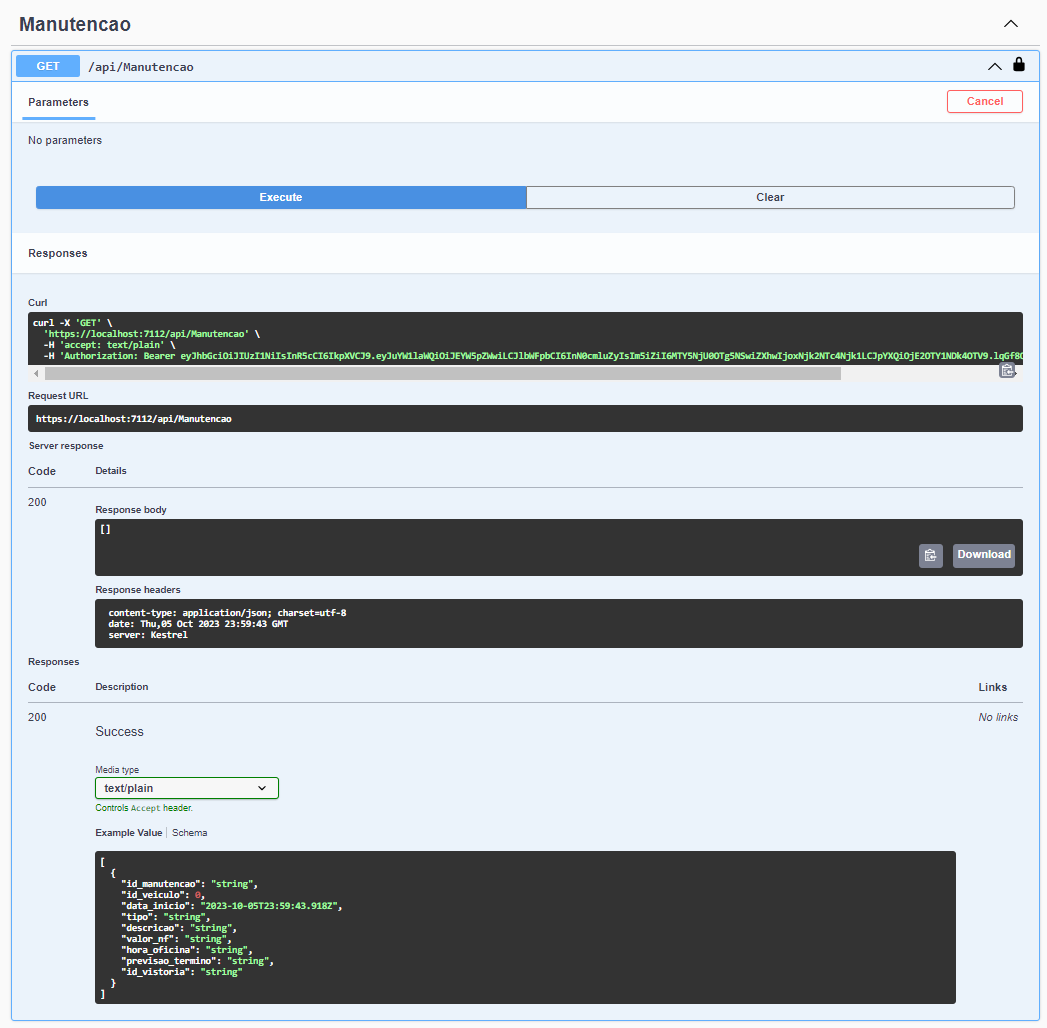 Manutencao
GET /api/Manutencao
Parameters
Cancel
No parameters
Execute
Clear
Responses
Curl
curl -X 'GET' \
'https://localhost:7112/api/Manutencao' \
-H 'accept: text/plain' \
-H 'Authorization: Bearer
Request URL
https://localhost:7112/api/Manutencao
Server response
Code Details
200
Response body
[]
Download
Response headers
content-type: application/json; charset=utf-8
date: Thu,05 Oct 2023 23:59:43 GMT
server: Kestrel
Responses
Code Description Links
200
Success
No links
Media type
text/plain
Controls Accept header.
Example Value Schema
[
{
"id_manutencao": "string",
"id_veiculo": 0,
"data_inicio": "2023-10-05T23:59:43.918Z",
"tipo": "string",
"descricao": "string",
"valor_nf": "string",
"hora_oficina": "string",
"previsao_termino": "string",
"id_vistoria": "string"
}
]